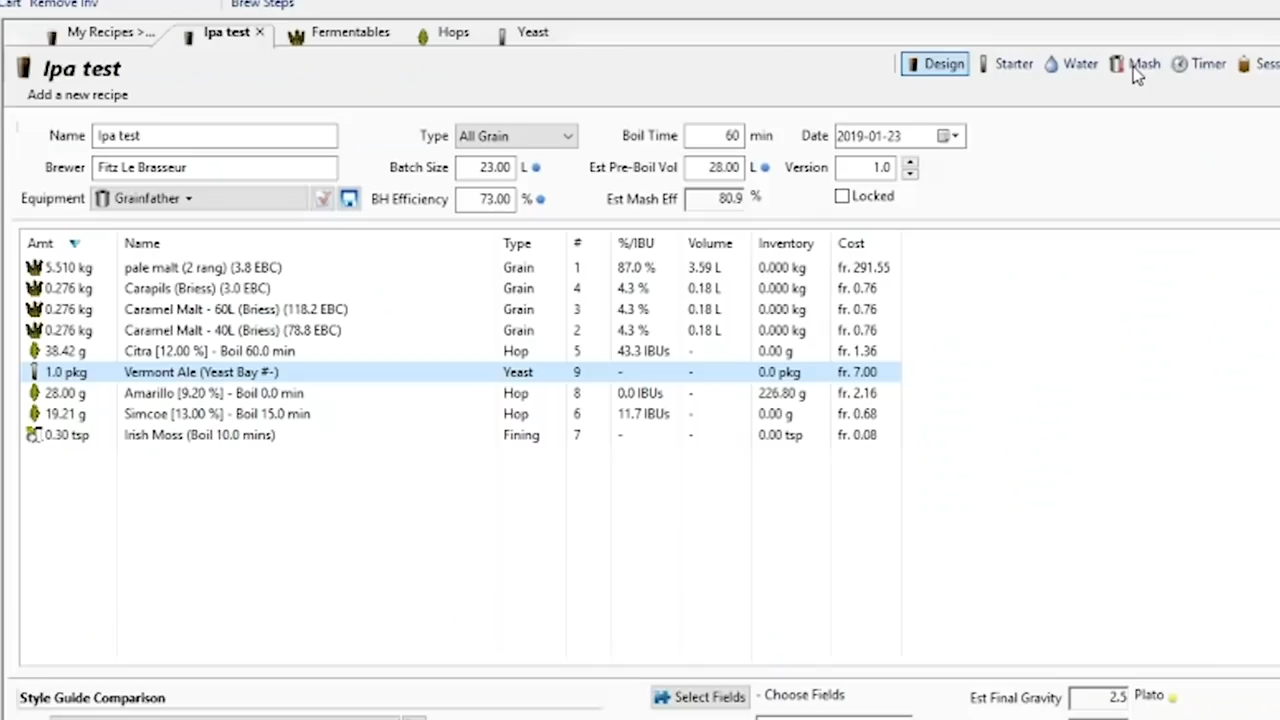 Cart Remove Inv Brew Steps
My Recipes >... Ipa test × Fermentables Hops Yeast
Ipa test Design Starter Water Mash Timer Sess
Add a new recipe
Name Ipa test Type All Grain Boil Time 60 min Date 2019-01-23
Brewer Fitz Le Brasseur Batch Size 23.00 L Est Pre-Boil Vol 28.00 L Version 1.0
Equipment Grainfather BH Efficiency 73.00 % Est Mash Eff 80.9 % Locked
Amt Name Type # %/IBU Volume Inventory Cost
5.510 kg pale malt (2 rang) (3.8 EBC) Grain 1 87.0 % 3.59 L 0.000 kg fr. 291.55
0.276 kg Carapils (Briess) (3.0 EBC) Grain 4 4.3 % 0.18 L 0.000 kg fr. 0.76
0.276 kg Caramel Malt - 60L (Briess) (118.2 EBC) Grain 3 4.3 % 0.18 L 0.000 kg fr. 0.76
0.276 kg Caramel Malt - 40L (Briess) (78.8 EBC) Grain 2 4.3 % 0.18 L 0.000 kg fr. 0.76
38.42 g Citra [12.00 %] - Boil 60.0 min Hop 5 43.3 IBUs - 0.00 g fr. 1.36
1.0 pkg Vermont Ale (Yeast Bay #-) Yeast 9 - - 0.0 pkg fr. 7.00
28.00 g Amarillo [9.20 %] - Boil 0.0 min Hop 8 0.0 IBUs - 226.80 g fr. 2.16
19.21 g Simcoe [13.00 %] - Boil 15.0 min Hop 6 11.7 IBUs - 0.00 g fr. 0.68
0.30 tsp Irish Moss (Boil 10.0 mins) Fining 7 - - 0.00 tsp fr. 0.08
Style Guide Comparison Select Fields - Choose Fields Est Final Gravity 2.5 Plato